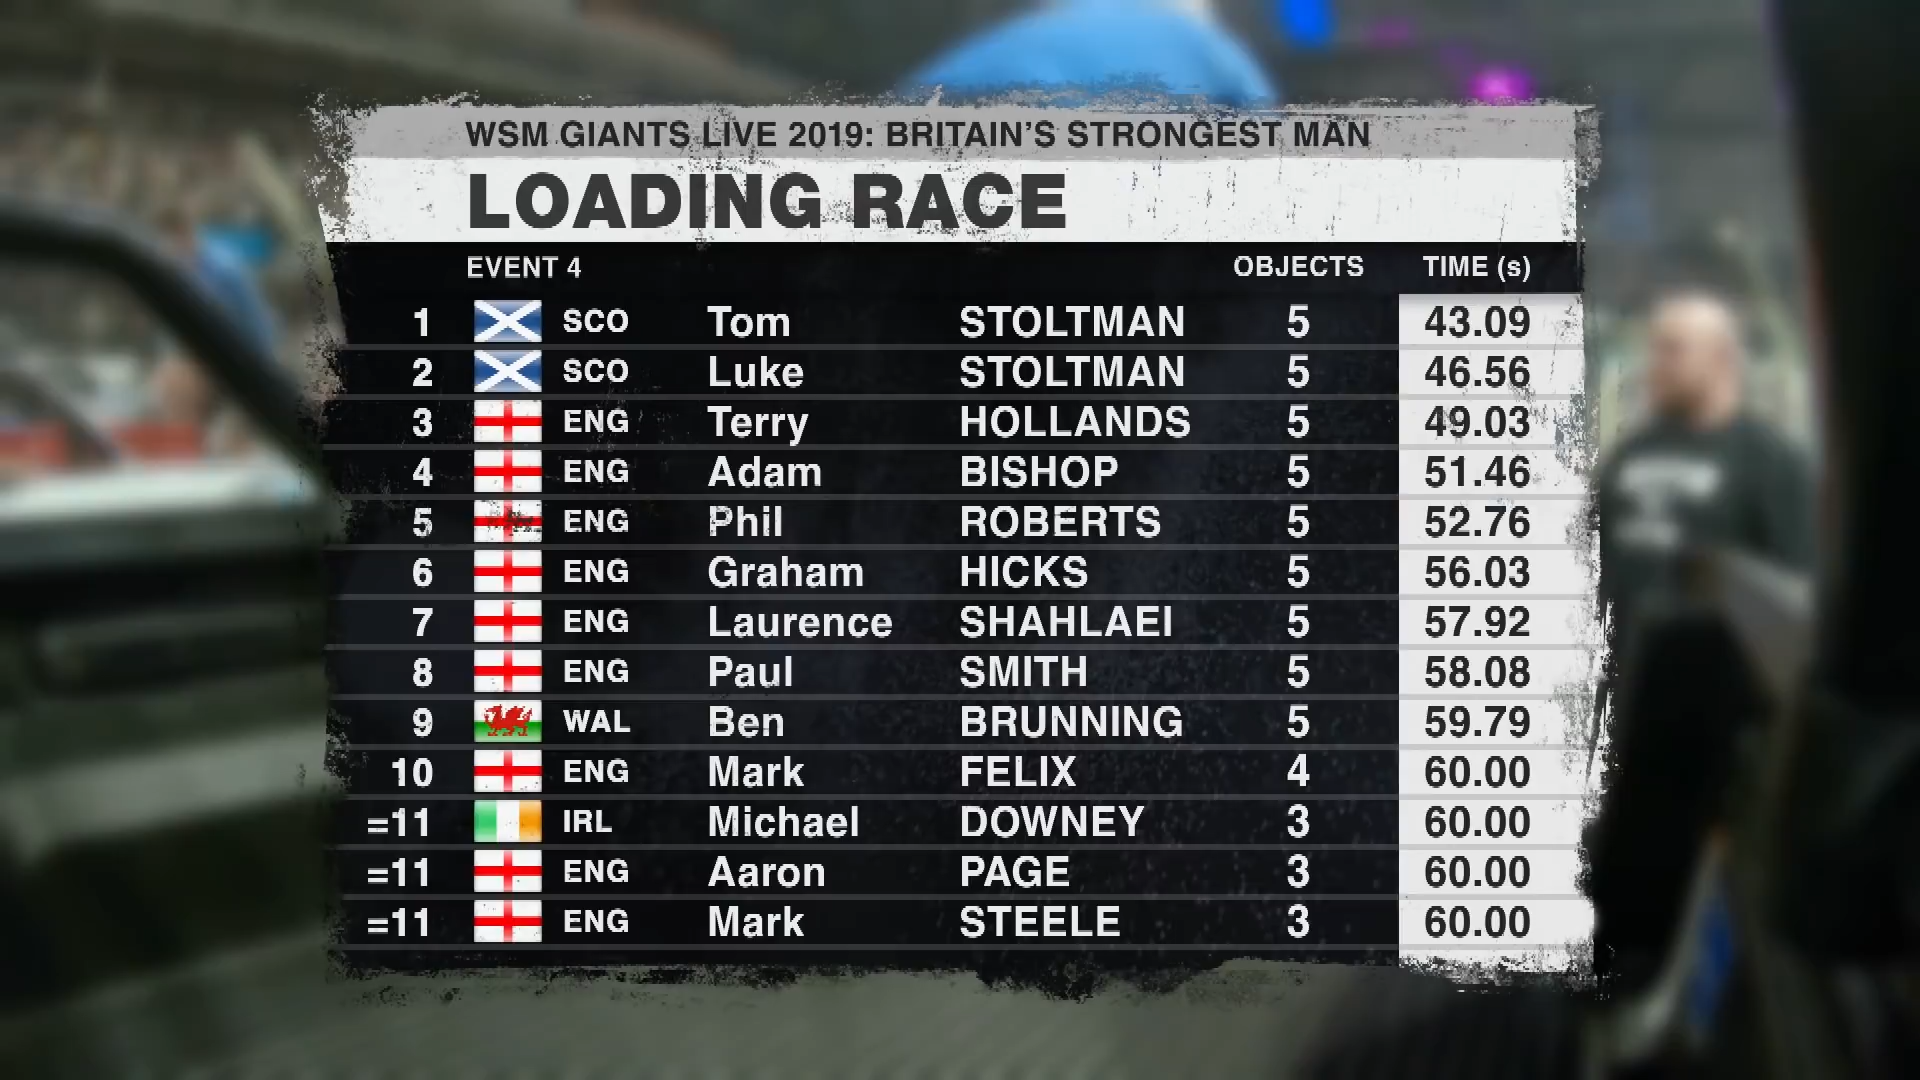 WSM GIANTS LIVE 2019: BRITAIN'S STRONGEST MAN
LOADING RACE
EVENT 4 OBJECTS TIME (s)
1 SCO Tom STOLTMAN 5 43.09
2 SCO Luke STOLTMAN 5 46.56
3 ENG Terry HOLLANDS 5 49.03
4 ENG Adam BISHOP 5 51.46
5 ENG Phil ROBERTS 5 52.76
6 ENG Graham HICKS 5 56.03
7 ENG Laurence SHAHLAEI 5 57.92
8 ENG Paul SMITH 5 58.08
9 WAL Ben BRUNNING 5 59.79
10 ENG Mark FELIX 4 60.00
=11 IRL Michael DOWNEY 3 60.00
=11 ENG Aaron PAGE 3 60.00
=11 ENG Mark STEELE 3 60.00